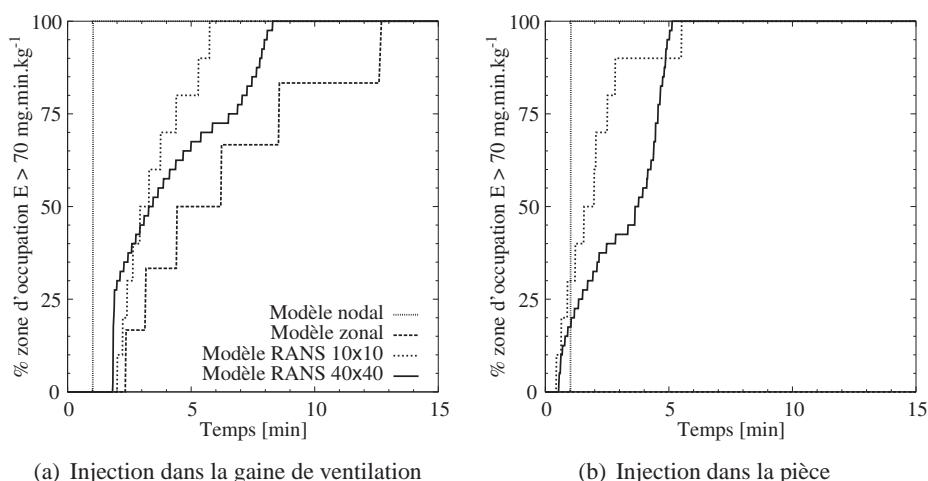 % zone d'occupation E > 70 mg.min.kg-1
100
75
50
25
0
0
5
10
15
Temps [min]
Modèle nodal
Modèle zonal
Modèle RANS 10x10
Modèle RANS 40x40
(a) Injection dans la gaine de ventilation
% zone d'occupation E > 70 mg.min.kg-1
100
75
50
25
0
0
5
10
15
Temps [min]
(b) Injection dans la pièce